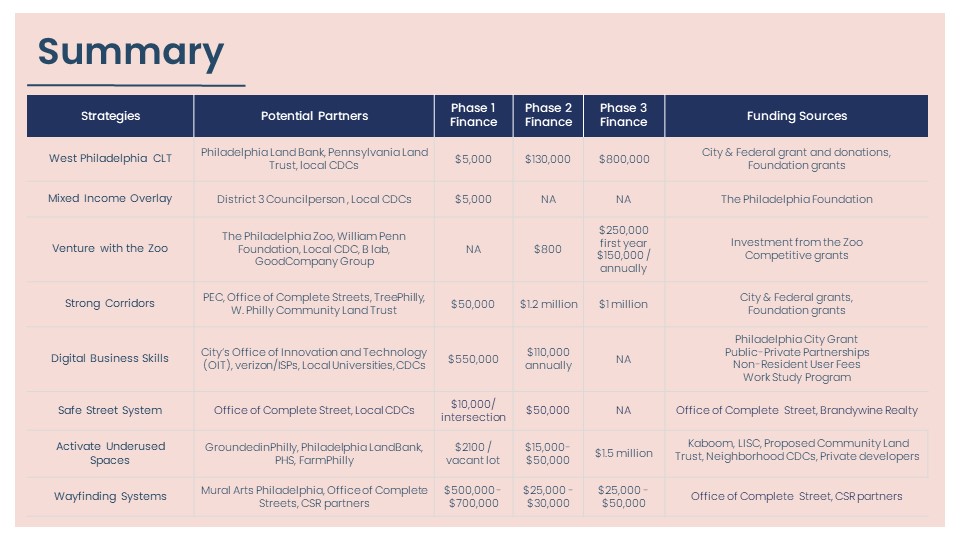 Summary
Strategies
Potential Partners
Phase 1
Finance
Phase 2
Finance
Phase 3
Finance
Funding Sources
West Philadelphia CLT
Philadelphia Land Bank, Pennsylvania Land
Trust, local CDCs
$5,000
$130,000
$800,000
City & Federal grant and donations,
Foundation grants
Mixed Income Overlay
District 3 Councilperson , Local CDCs
$5,000
NA
NA
The Philadelphia Foundation
Venture with the Zoo
The Philadelphia Zoo, William Penn
Foundation, Local CDC, B lab,
GoodCompany Group
NA
$800
$250,000
first year
$150,000 /
annually
Investment from the Zoo
Competitive grants
Strong Corridors
PEC, Office of Complete Streets, TreePhilly,
W. Philly Community Land Trust
$50,000
$1.2 million
$1 million
City & Federal grants,
Foundation grants
Digital Business Skills
City's Office of Innovation and Technology
(OIT), verizon/ISPs, Local Universities, CDCs
$550,000
$110,000
annually
NA
Philadelphia City Grant
Public-Private Partnerships
Non-Resident User Fees
Work Study Program
Safe Street System
Office of Complete Street, Local CDCs
$10,000/
intersection
$50,000
NA
Office of Complete Street, Brandywine Realty
Activate Underused
Spaces
GroundedinPhilly, Philadelphia LandBank,
PHS, FarmPhilly
$2100 /
vacant lot
$15,000-
$50,000
$1.5 million
Kaboom, LISC, Proposed Community Land
Trust, Neighborhood CDCs, Private developers
Wayfinding Systems
Mural Arts Philadelphia, Office of Complete
Streets, CSR partners
$500,000-
$700,000
$25,000 -
$30,000
$25,000 -
$50,000
Office of Complete Street, CSR partners